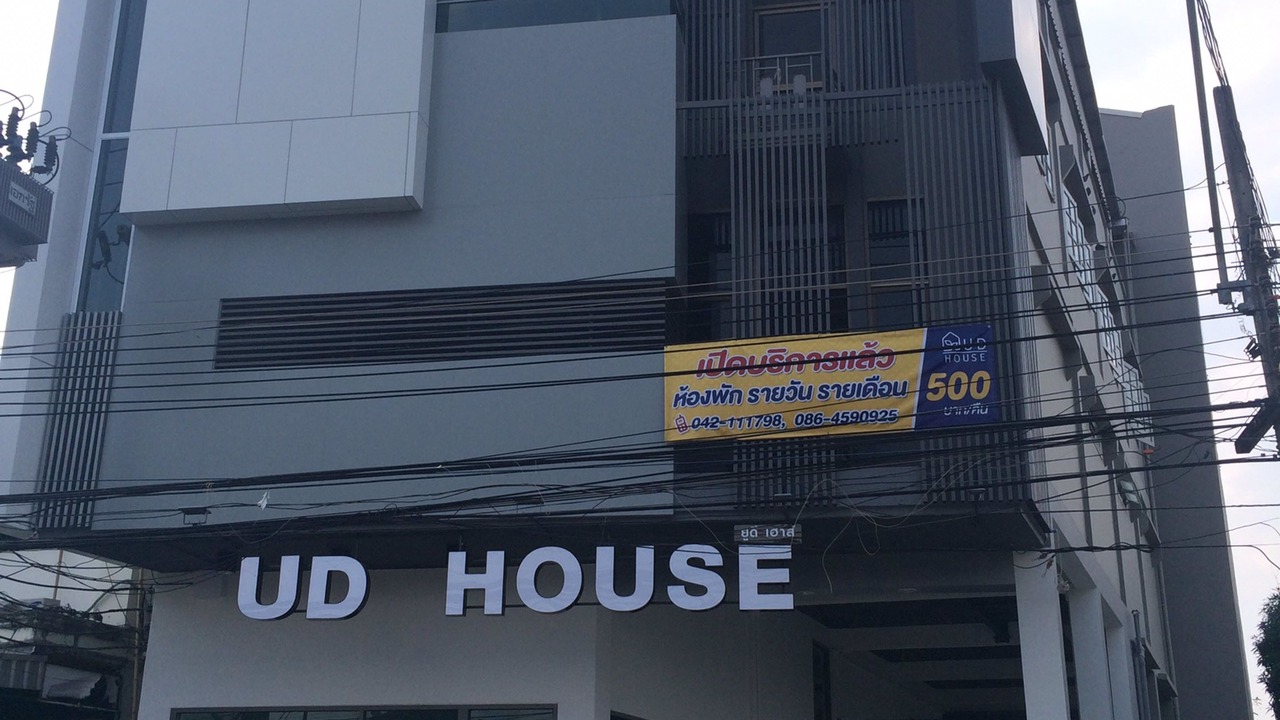 เปิดบริการแล้ว
ห้องพัก รายวัน รายเดือน
042-111798, 086-4590925
UD
HOUSE
500
บาท/คืน
ยูดี เฮาส์
UD HOUSE